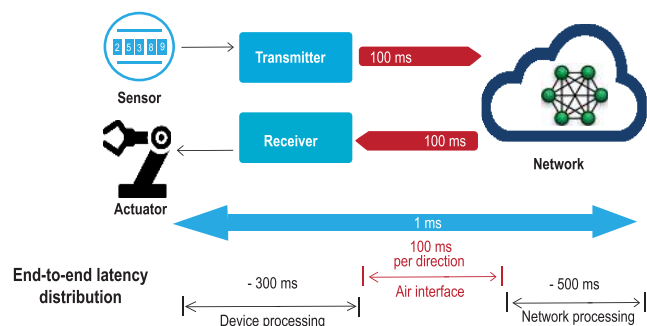 2 5 3 8 9
Transmitter
100 ms
Sensor
Receiver
100 ms
Network
Actuator
1 ms
100 ms
per direction
End-to-end latency
distribution
- 300 ms
Air interface
- 500 ms
Device processing
Network processing